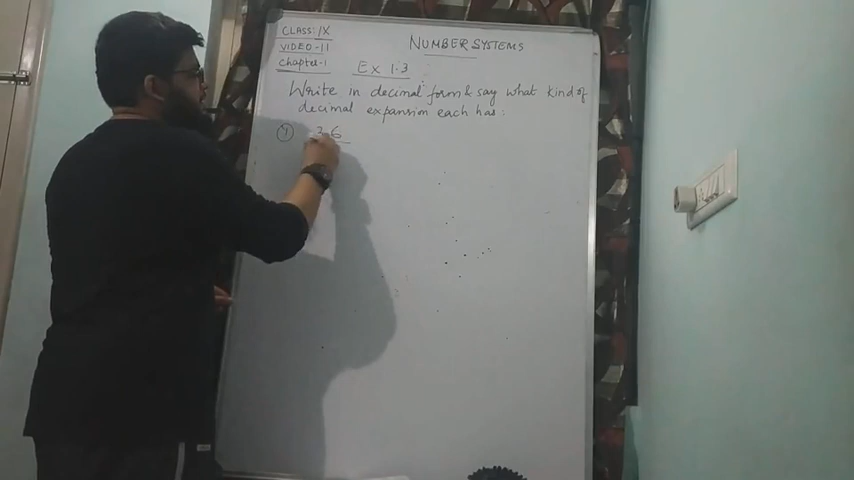 CLASS: IX
VIDEO-11
Chapter-1
NUMBER SYSTEMS
EX 1.3
Write in decimal form & say what kind of
decimal expansion each has:
36